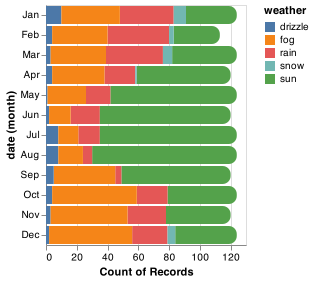 weather
drizzle
fog
rain
snow
sun
date (month)
Jan
Feb
Mar
Apr
May
Jun
Jul
Aug
Sep
Oct
Nov
Dec
0 20 40 60 80 100 120
Count of Records